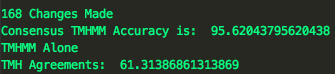 168 Changes Made
Consensus TMHMM Accuracy is:  95.62043795620438
TMHMM Alone
TMH Agreements:  61.31386861313869